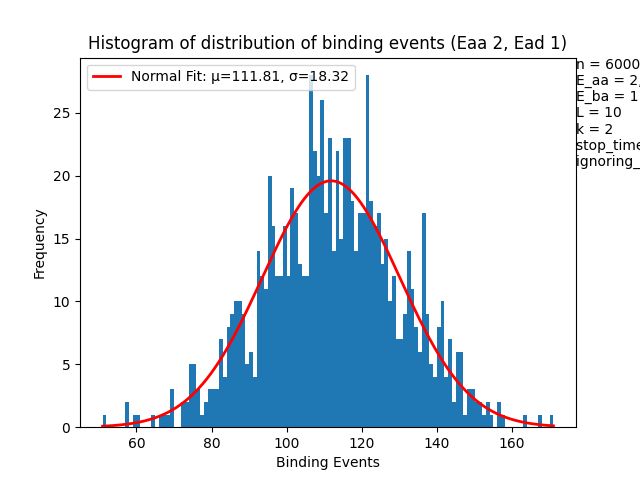 Histogram of distribution of binding events (Eaa 2, Ead 1)
Normal Fit: μ=111.81, σ=18.32
n = 6000
E_aa = 2,
E_ba = 1
L = 10
k = 2
stop_time
ignoring_
Frequency
25
20
15
10
5
0
60 80 100 120 140 160
Binding Events